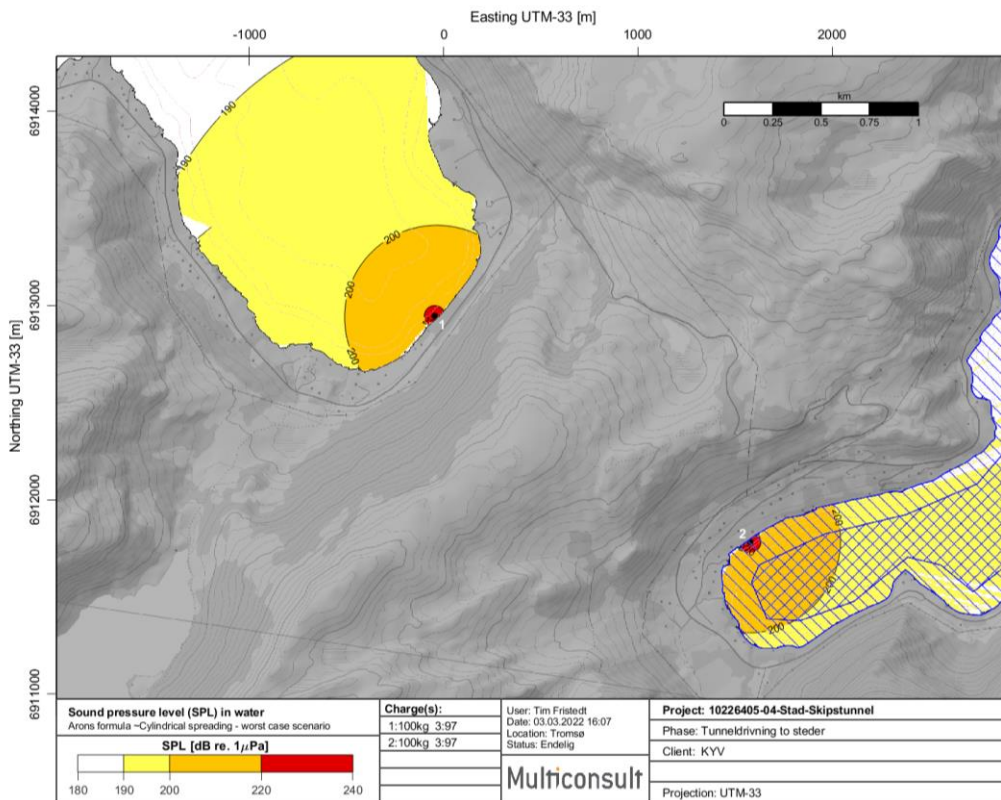 Easting UTM-33 [m]
-1000 0 1000 2000
6914000
km
0 0.25 0.5 0.75 1
190
190
200
200
200
1
6913000
Northing UTM-33 [m]
6912000
2
200
200
200
6911000
Sound pressure level (SPL) in water
Arons formula ~Cylindrical spreading - worst case scenario
SPL [dB re. 1μPa]
180 190 200 220 240
Charge(s):
1:100kg 3:97
2:100kg 3:97
User: Tim Fristedt
Date: 03.03.2022 16:07
Location: Tromsø
Status: Endelig
Multiconsult
Project: 10226405-04-Stad-Skipstunnel
Phase: Tunneldrivning to steder
Client: KYV
Projection: UTM-33